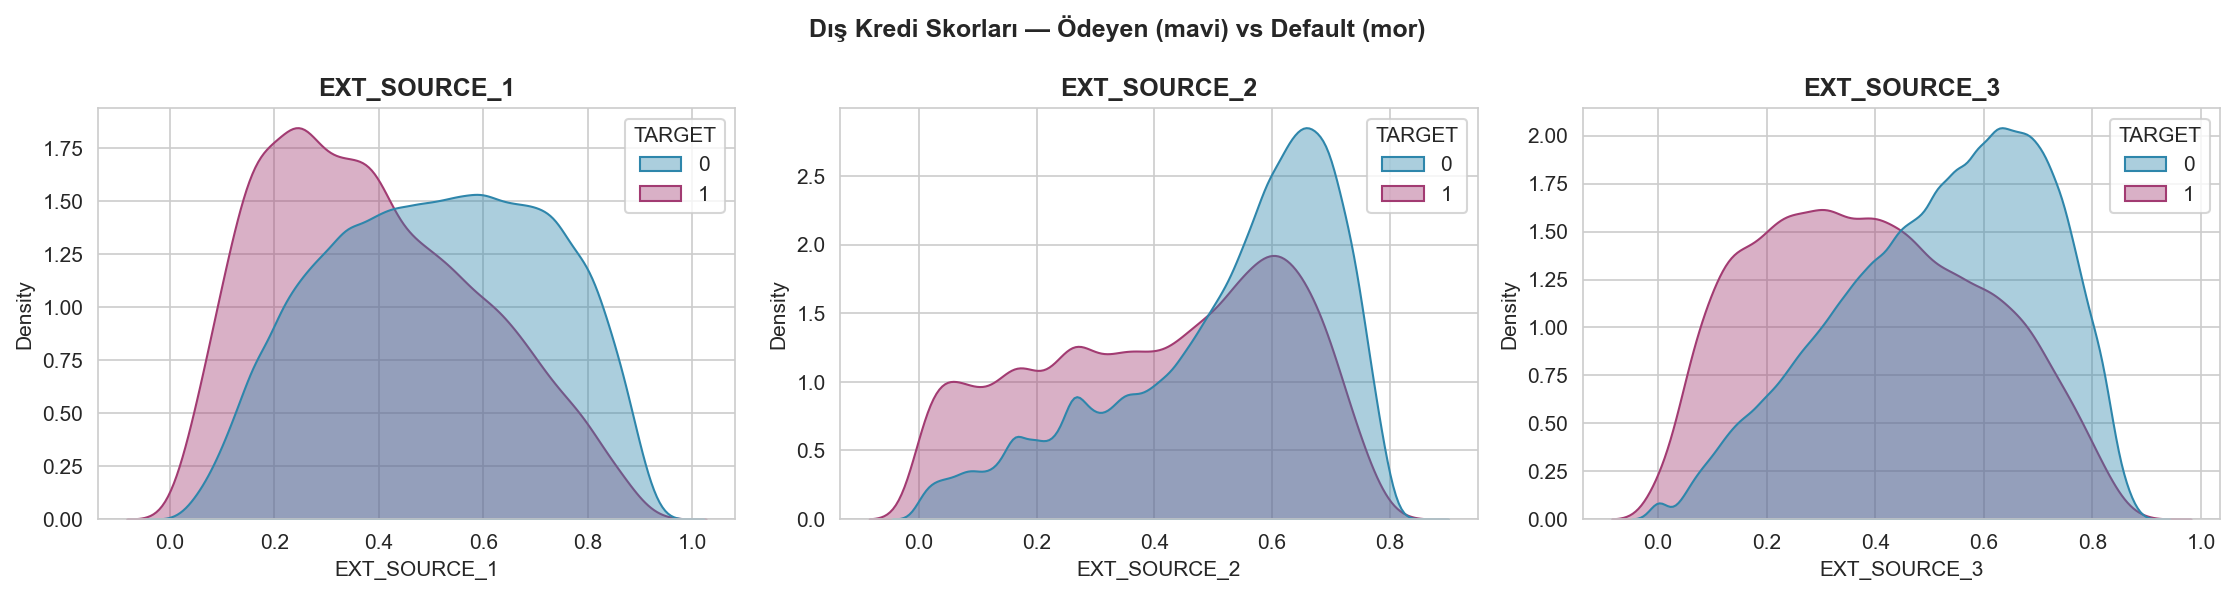 Dış Kredi Skorları — Ödeyen (mavi) vs Default (mor)
EXT_SOURCE_1
TARGET
0
1
1.75
1.50
1.25
1.00
0.75
0.50
0.25
0.00
Density
0.0 0.2 0.4 0.6 0.8 1.0
EXT_SOURCE_1
EXT_SOURCE_2
TARGET
0
1
2.5
2.0
1.5
1.0
0.5
0.0
Density
0.0 0.2 0.4 0.6 0.8
EXT_SOURCE_2
EXT_SOURCE_3
TARGET
0
1
2.00
1.75
1.50
1.25
1.00
0.75
0.50
0.25
0.00
Density
0.0 0.2 0.4 0.6 0.8 1.0
EXT_SOURCE_3